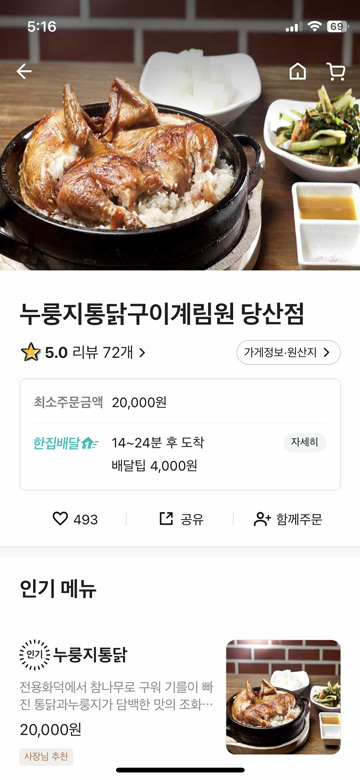 5:16
69
누룽지통닭구이계림원 당산점
5.0 리뷰 72개
가게정보·원산지
최소주문금액 20,000원
한집배달 14~24분 후 도착 자세히
배달팁 4,000원
493
공유
함께주문
인기 메뉴
인기 누룽지통닭
전용화덕에서 참나무로 구워 기름이 빠
진 통닭과누룽지가 담백한 맛의 조화…
20,000원
사장님 추천